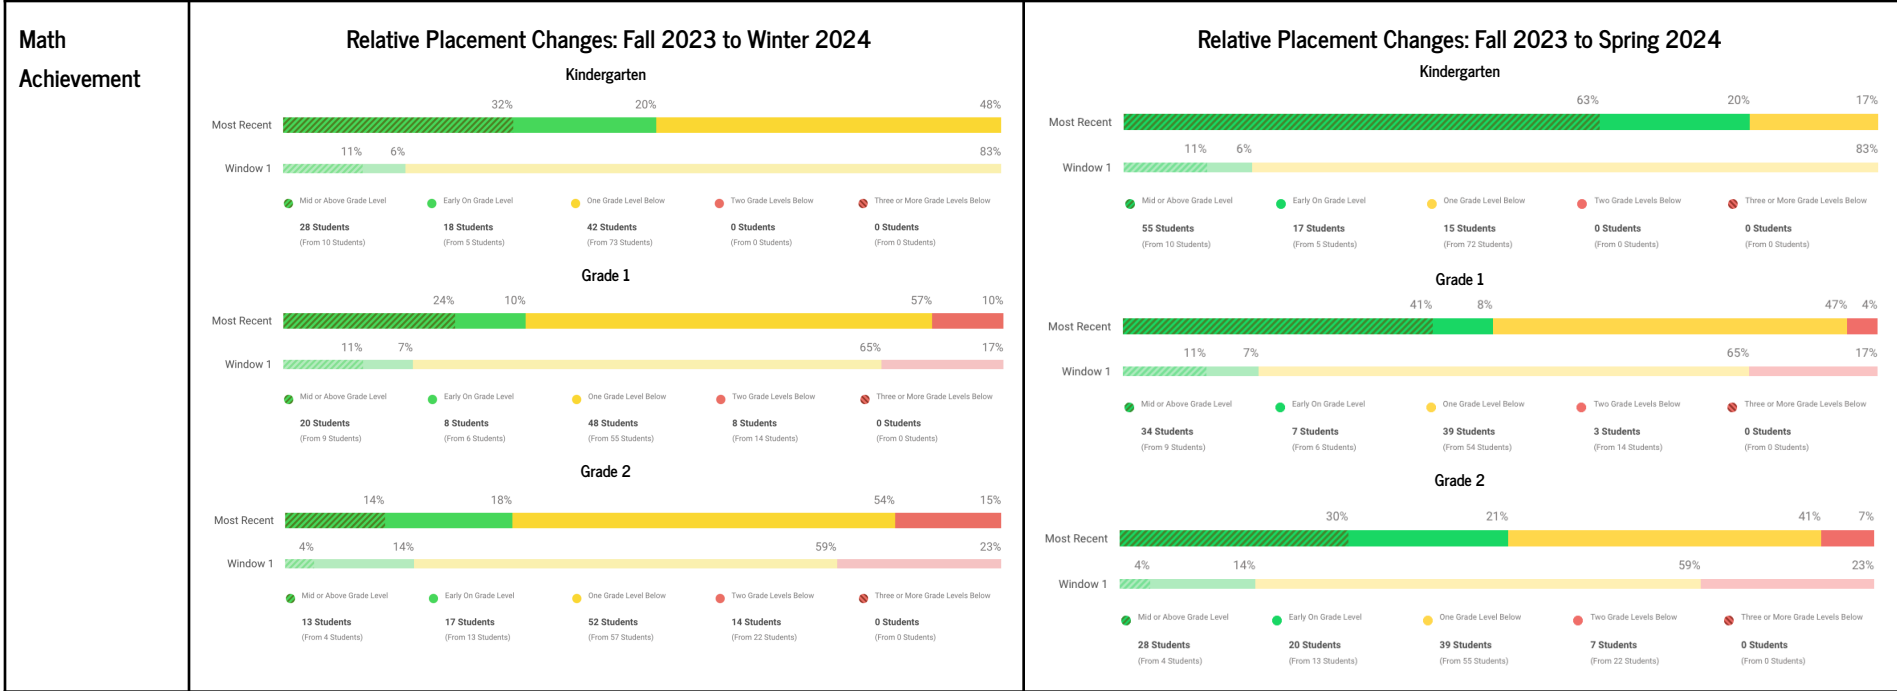 Math
Achievement
Relative Placement Changes: Fall 2023 to Winter 2024
Kindergarten
32% 20% 48%
Most Recent
11% 6% 83%
Window 1
Mid or Above Grade Level Early On Grade Level One Grade Level Below Two Grade Levels Below Three or More Grade Levels Below
28 Students 18 Students 42 Students 0 Students 0 Students
(From 10 Students) (From 5 Students) (From 73 Students) (From 0 Students) (From 0 Students)
Grade 1
24% 10% 57% 10%
Most Recent
11% 7% 65% 17%
Window 1
Mid or Above Grade Level Early On Grade Level One Grade Level Below Two Grade Levels Below Three or More Grade Levels Below
20 Students 8 Students 48 Students 8 Students 0 Students
(From 9 Students) (From 6 Students) (From 55 Students) (From 14 Students) (From 0 Students)
Grade 2
14% 18% 54% 15%
Most Recent
4% 14% 59% 23%
Window 1
Mid or Above Grade Level Early On Grade Level One Grade Level Below Two Grade Levels Below Three or More Grade Levels Below
13 Students 17 Students 52 Students 14 Students 0 Students
(From 4 Students) (From 13 Students) (From 57 Students) (From 22 Students) (From 0 Students)
Relative Placement Changes: Fall 2023 to Spring 2024
Kindergarten
63% 20% 17%
Most Recent
11% 6% 83%
Window 1
Mid or Above Grade Level Early On Grade Level One Grade Level Below Two Grade Levels Below Three or More Grade Levels Below
55 Students 17 Students 15 Students 0 Students 0 Students
(From 10 Students) (From 5 Students) (From 72 Students) (From 0 Students) (From 0 Students)
Grade 1
41% 8% 47% 4%
Most Recent
11% 7% 65% 17%
Window 1
Mid or Above Grade Level Early On Grade Level One Grade Level Below Two Grade Levels Below Three or More Grade Levels Below
34 Students 7 Students 39 Students 3 Students 0 Students
(From 9 Students) (From 6 Students) (From 54 Students) (From 14 Students) (From 0 Students)
Grade 2
30% 21% 41% 7%
Most Recent
4% 14% 59% 23%
Window 1
Mid or Above Grade Level Early On Grade Level One Grade Level Below Two Grade Levels Below Three or More Grade Levels Below
28 Students 20 Students 39 Students 7 Students 0 Students
(From 4 Students) (From 13 Students) (From 55 Students) (From 22 Students) (From 0 Students)